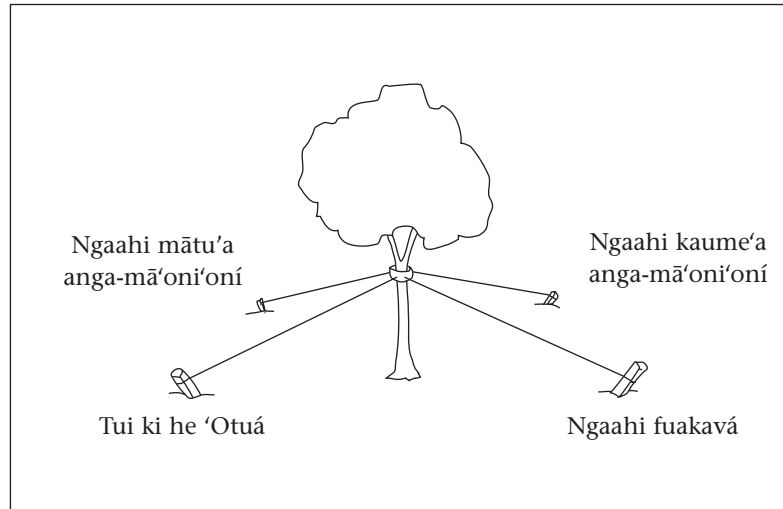 Ngaahi mātu’a
anga-mā‘oni‘oní
Ngaahi kaume‘a
anga-mā‘oni‘oní
Tui ki he ‘Otuá
Ngaahi fuakavá